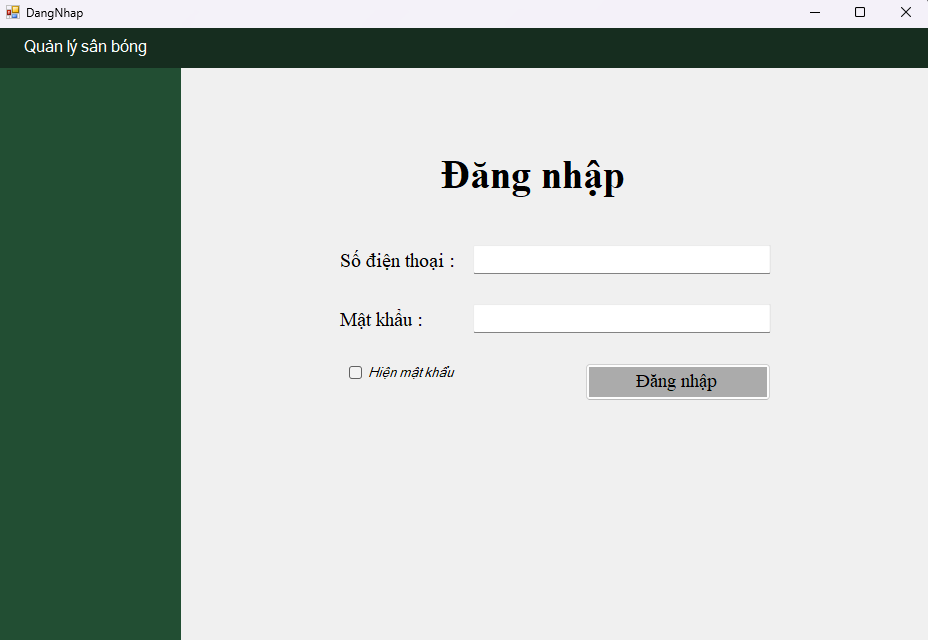 DangNhap
Quản lý sân bóng
Đăng nhập
Số điện thoại :
Mật khẩu :
Hiện mật khẩu
Đăng nhập